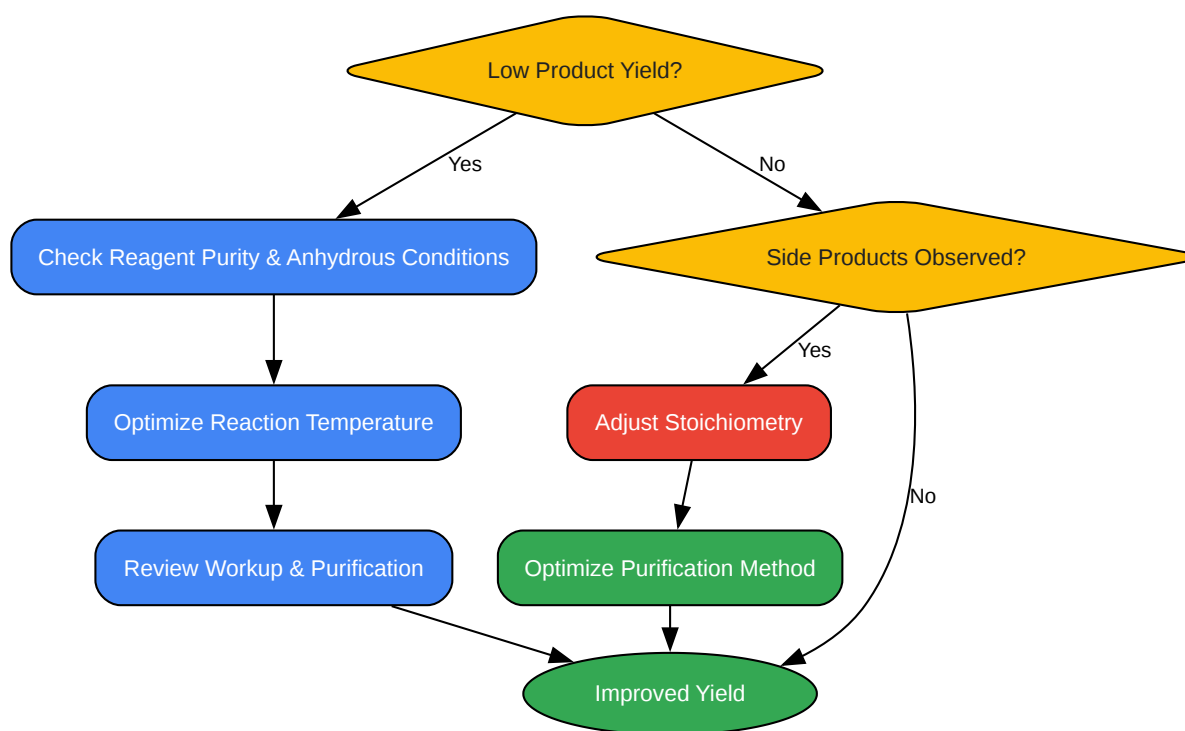 Low Product Yield?
Yes
No
Check Reagent Purity & Anhydrous Conditions
Side Products Observed?
Yes
Optimize Reaction Temperature
Adjust Stoichiometry
No
Review Workup & Purification
Optimize Purification Method
Improved Yield